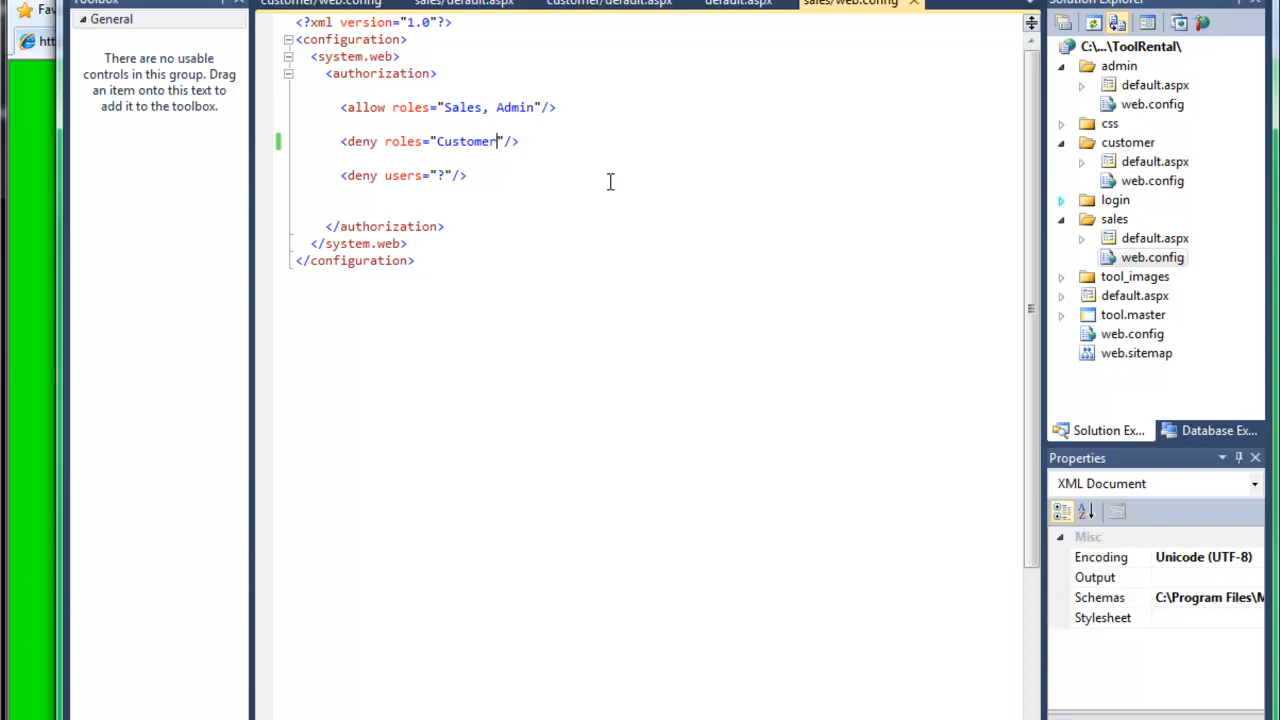 Toolbox
General
There are no usable
controls in this group. Drag
an item onto this text to
add it to the toolbox.
Fav
htt
customer/web.config
sales/default.aspx
customer/default.aspx
default.aspx
sales/web.config
<?xml version="1.0"?>
<configuration>
<system.web>
<authorization>
<allow roles="Sales, Admin"/>
<deny roles="Customer"/>
<deny users="?"/>
</authorization>
</system.web>
</configuration>
Solution Explorer
C:\...\ToolRental\
admin
default.aspx
web.config
css
customer
default.aspx
web.config
login
sales
default.aspx
web.config
tool_images
default.aspx
tool.master
web.config
web.sitemap
Solution Ex...
Database Ex...
Properties
XML Document
Misc
Encoding Unicode (UTF-8)
Output
Schemas C:\Program Files\M
Stylesheet